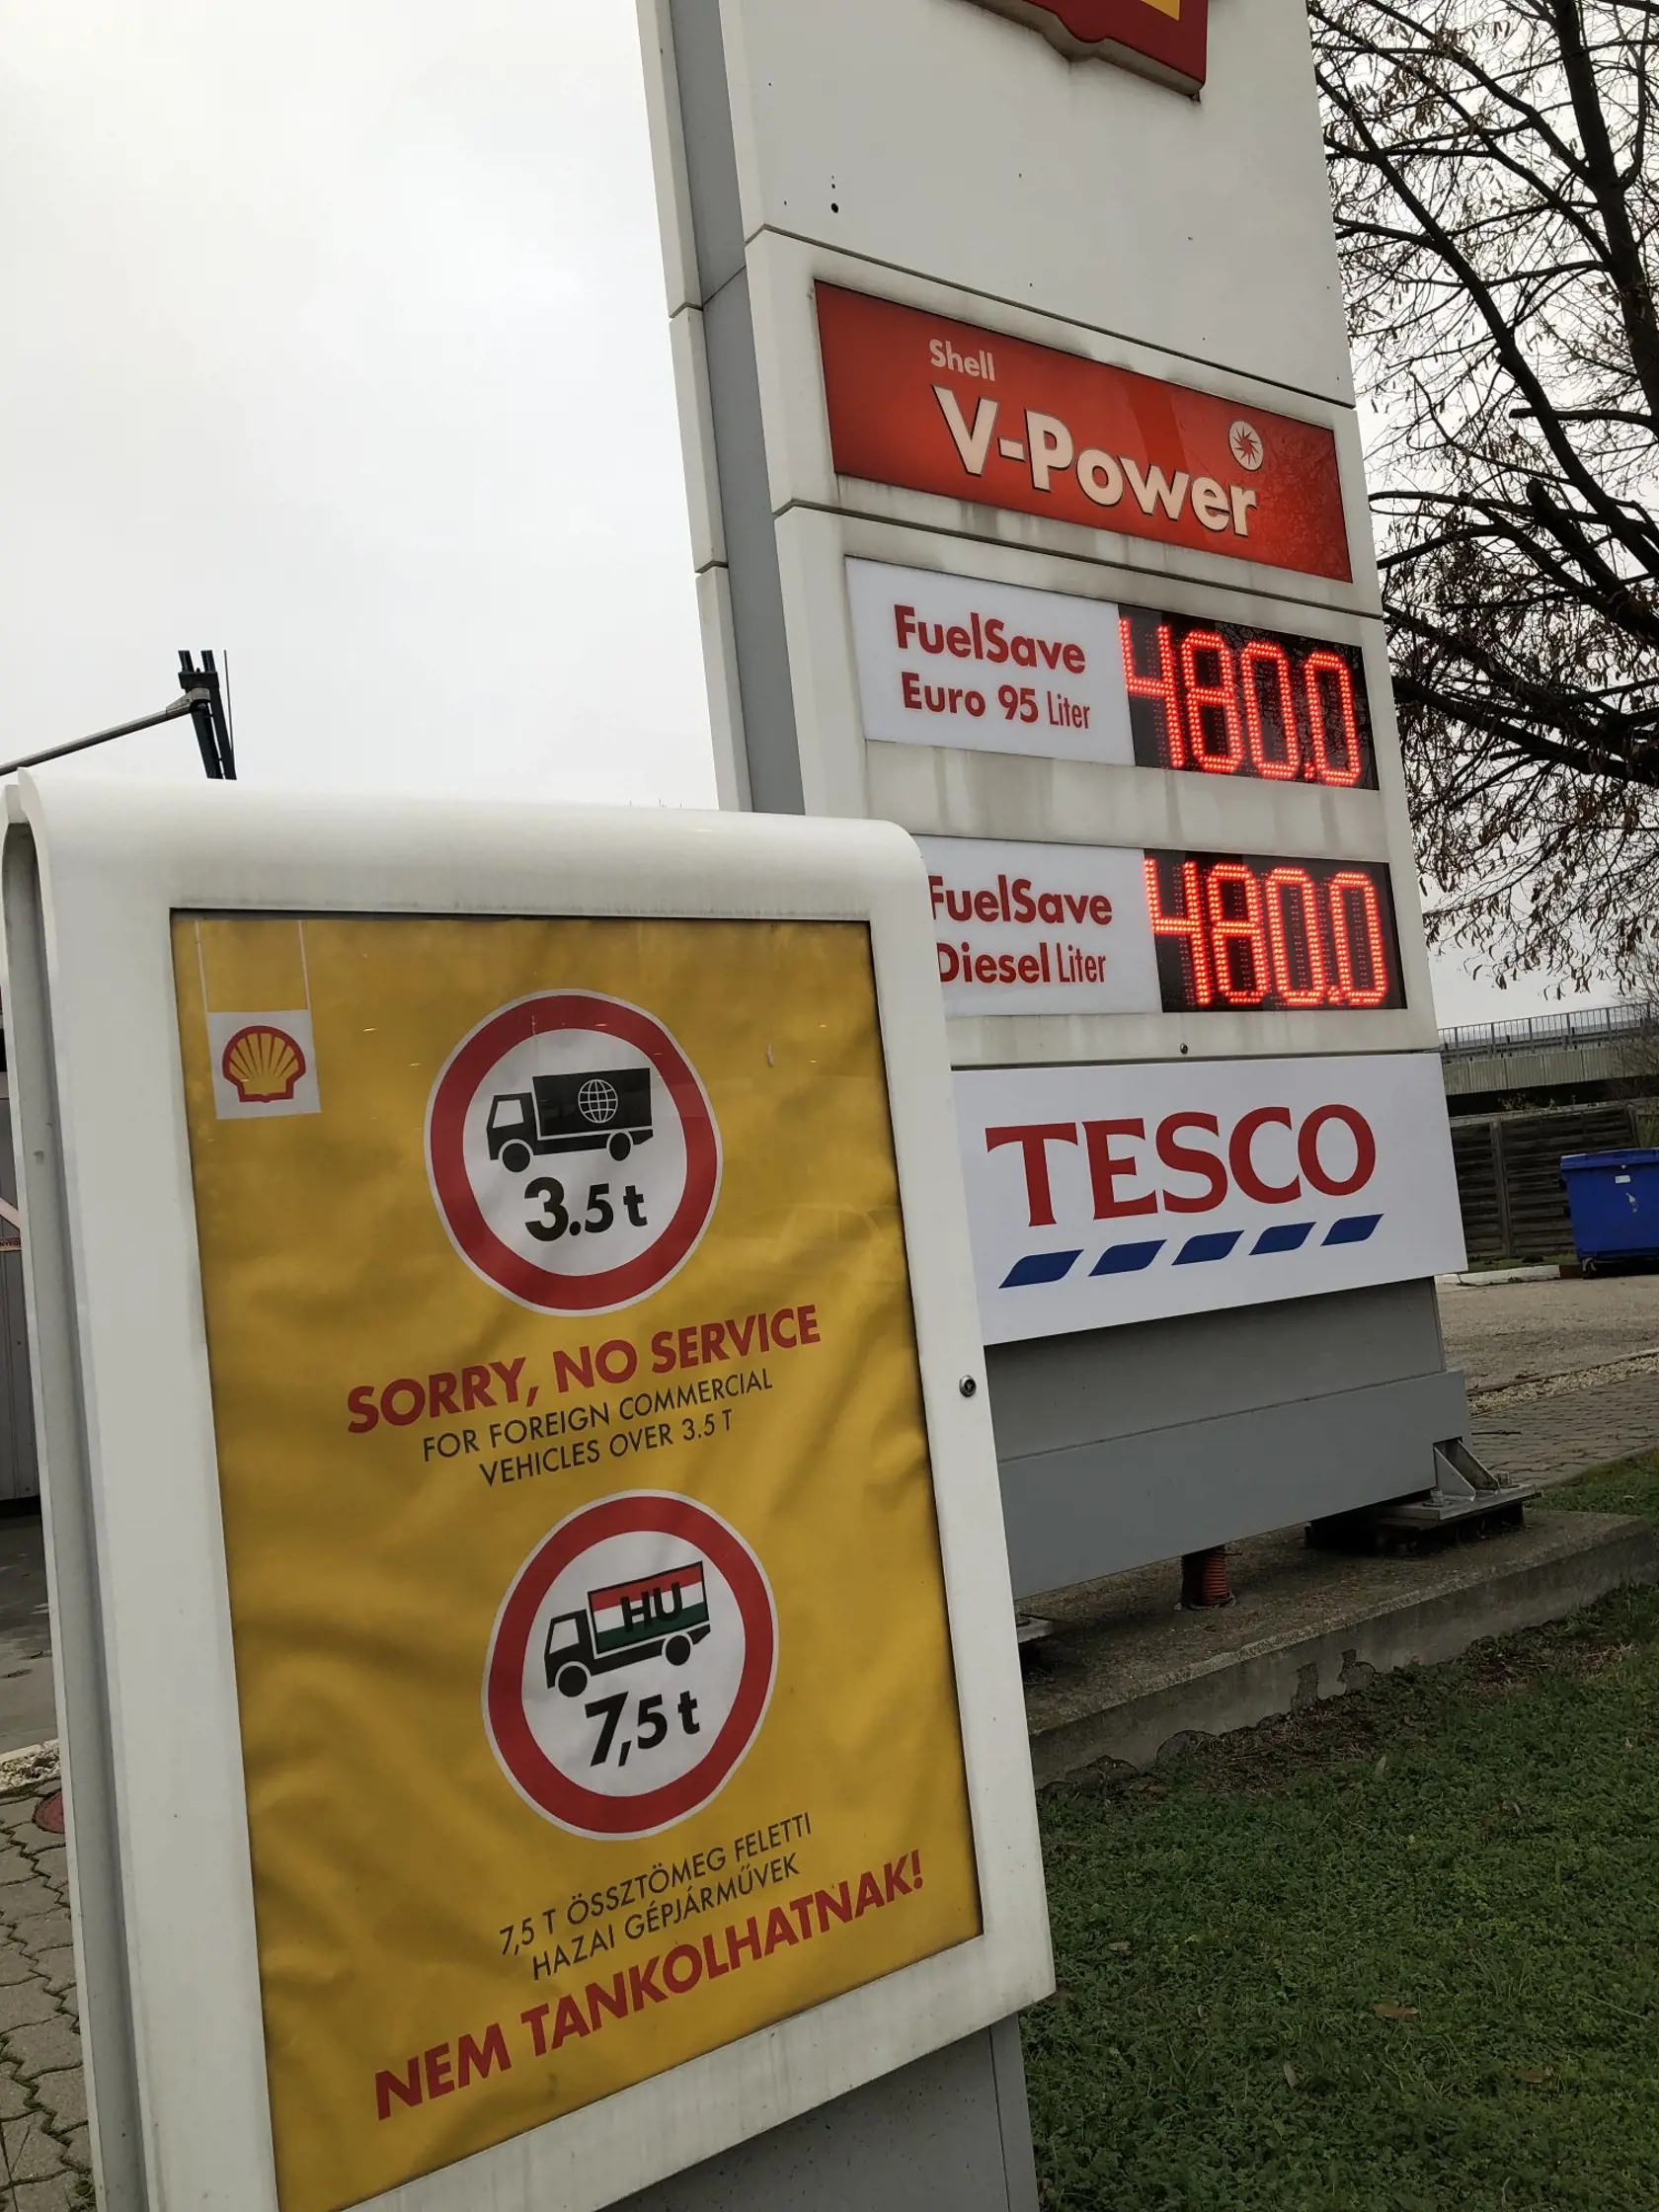 Shell
V-Power
FuelSave
Euro 95 Liter
480.0
FuelSave
Diesel Liter
480.0
TESCO
3.5 t
SORRY, NO SERVICE
FOR FOREIGN COMMERCIAL
VEHICLES OVER 3.5 T
HU
7,5 t
7,5 T ÖSSZTÖMEG FELETTI
HAZAI GÉPJÁRMŰVEK
NEM TANKOLHATNAK!